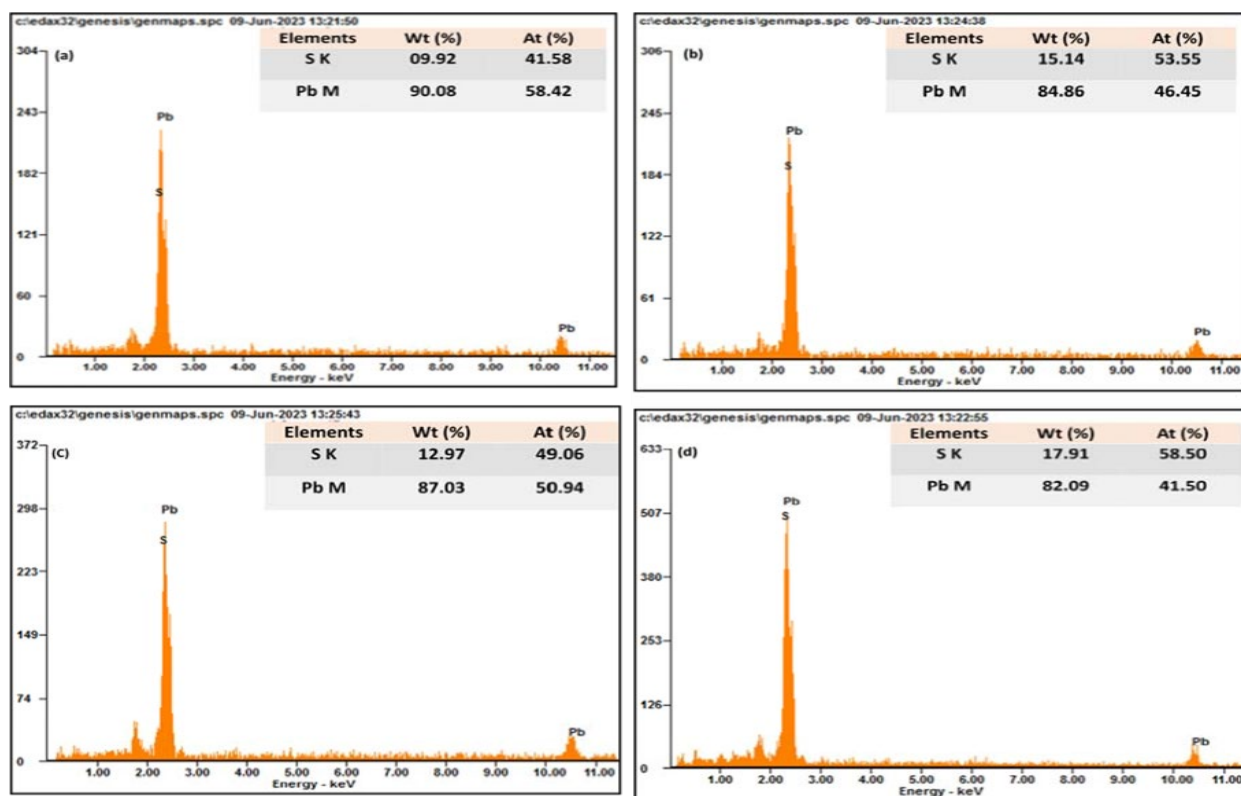 c:\edax32\genesis\genmaps.spc 09-Jun-2023 13:21:50
(a)
Elements Wt (%) At (%)
S K 09.92 41.58
Pb M 90.08 58.42
304
243
182
121
60
0
Pb
S
Pb
1.00 2.00 3.00 4.00 5.00 6.00 7.00 8.00 9.00 10.00 11.00
Energy - keV
c:\edax32\genesis\genmaps.spc 09-Jun-2023 13:24:38
(b)
Elements Wt (%) At (%)
S K 15.14 53.55
Pb M 84.86 46.45
306
245
184
122
61
0
Pb
S
Pb
1.00 2.00 3.00 4.00 5.00 6.00 7.00 8.00 9.00 10.00 11.00
Energy - keV
c:\edax32\genesis\genmaps.spc 09-Jun-2023 13:25:43
(c)
Elements Wt (%) At (%)
S K 12.97 49.06
Pb M 87.03 50.94
372
298
223
149
74
0
Pb
S
Pb
1.00 2.00 3.00 4.00 5.00 6.00 7.00 8.00 9.00 10.00 11.00
Energy - keV
c:\edax32\genesis\genmaps.spc 09-Jun-2023 13:22:55
(d)
Elements Wt (%) At (%)
S K 17.91 58.50
Pb M 82.09 41.50
633
507
380
253
126
0
Pb
S
Pb
1.00 2.00 3.00 4.00 5.00 6.00 7.00 8.00 9.00 10.00 11.00
Energy - keV